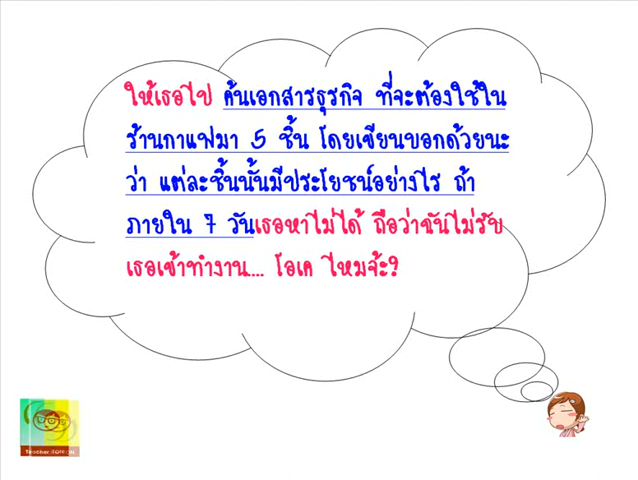 ให้เธอไป ค้นเอกสารธุรกิจ ที่จะต้องใช้ใน
ร้านกาแฟมา 5 ชิ้น โดยเขียนบอกด้วยนะ
ว่า แต่ละชิ้นนั้นมีประโยชน์อย่างไร ถ้า
ภายใน 7 วันเธอหาไม่ได้ ถือว่าฉันไม่รับ
เธอเข้าทำงาน.... โอเค ไหมจ้ะ?
Teacher